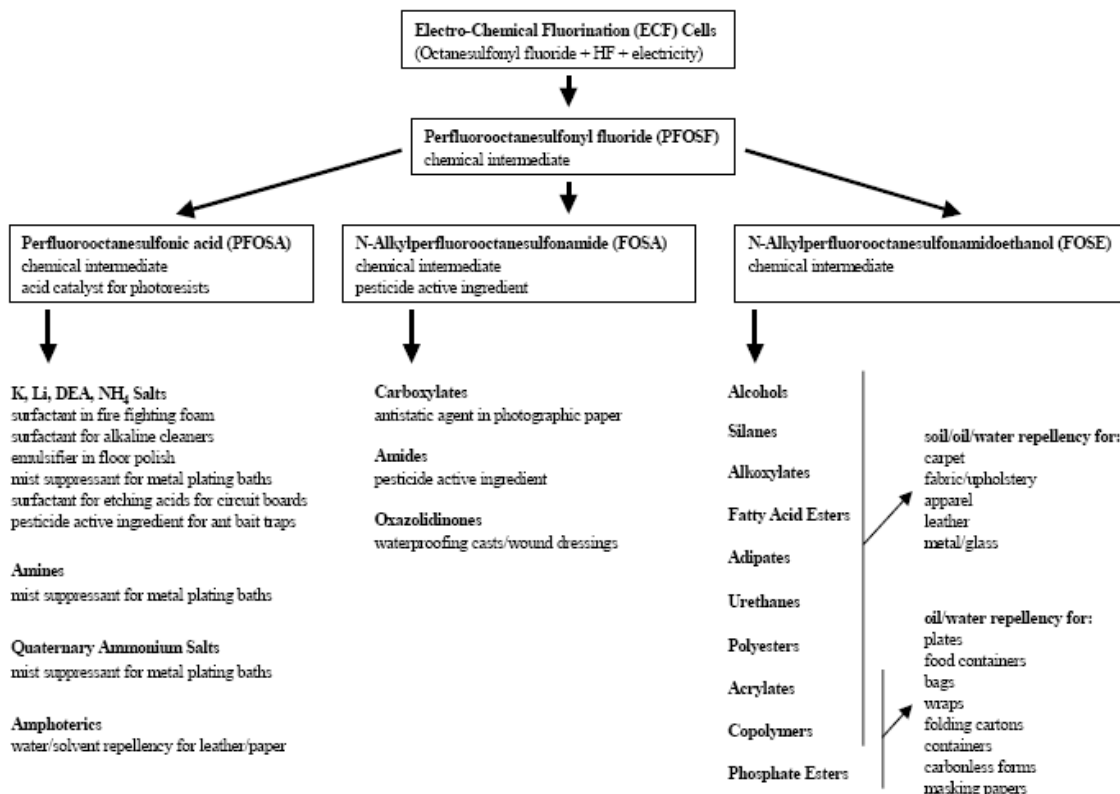 Electro-Chemical Fluorination (ECF) Cells
(Octanesulfonyl fluoride + HF + electricity)
Perfluorooctanesulfonyl fluoride (PFOSF)
chemical intermediate
Perfluorooctanesulfonic acid (PFOSA)
chemical intermediate
acid catalyst for photoresists
N-Alkylperfluorooctanesulfonamide (FOSA)
chemical intermediate
pesticide active ingredient
N-Alkylperfluorooctanesulfonamidoethanol (FOSE)
chemical intermediate
K, Li, DEA, NH₄ Salts
surfactant in fire fighting foam
surfactant for alkaline cleaners
emulsifier in floor polish
mist suppressant for metal plating baths
surfactant for etching acids for circuit boards
pesticide active ingredient for ant bait traps
Amines
mist suppressant for metal plating baths
Quaternary Ammonium Salts
mist suppressant for metal plating baths
Amphoterics
water/solvent repellency for leather/paper
Carboxylates
antistatic agent in photographic paper
Amides
pesticide active ingredient
Oxazolidinones
waterproofing casts/wound dressings
Alcohols
Silanes
Alkoxylates
Fatty Acid Esters
Adipates
Urethanes
Polyesters
Acrylates
Copolymers
Phosphate Esters
soil/oil/water repellency for:
carpet
fabric/upholstery
apparel
leather
metal/glass
oil/water repellency for:
plates
food containers
bags
wraps
folding cartons
containers
carbonless forms
masking papers